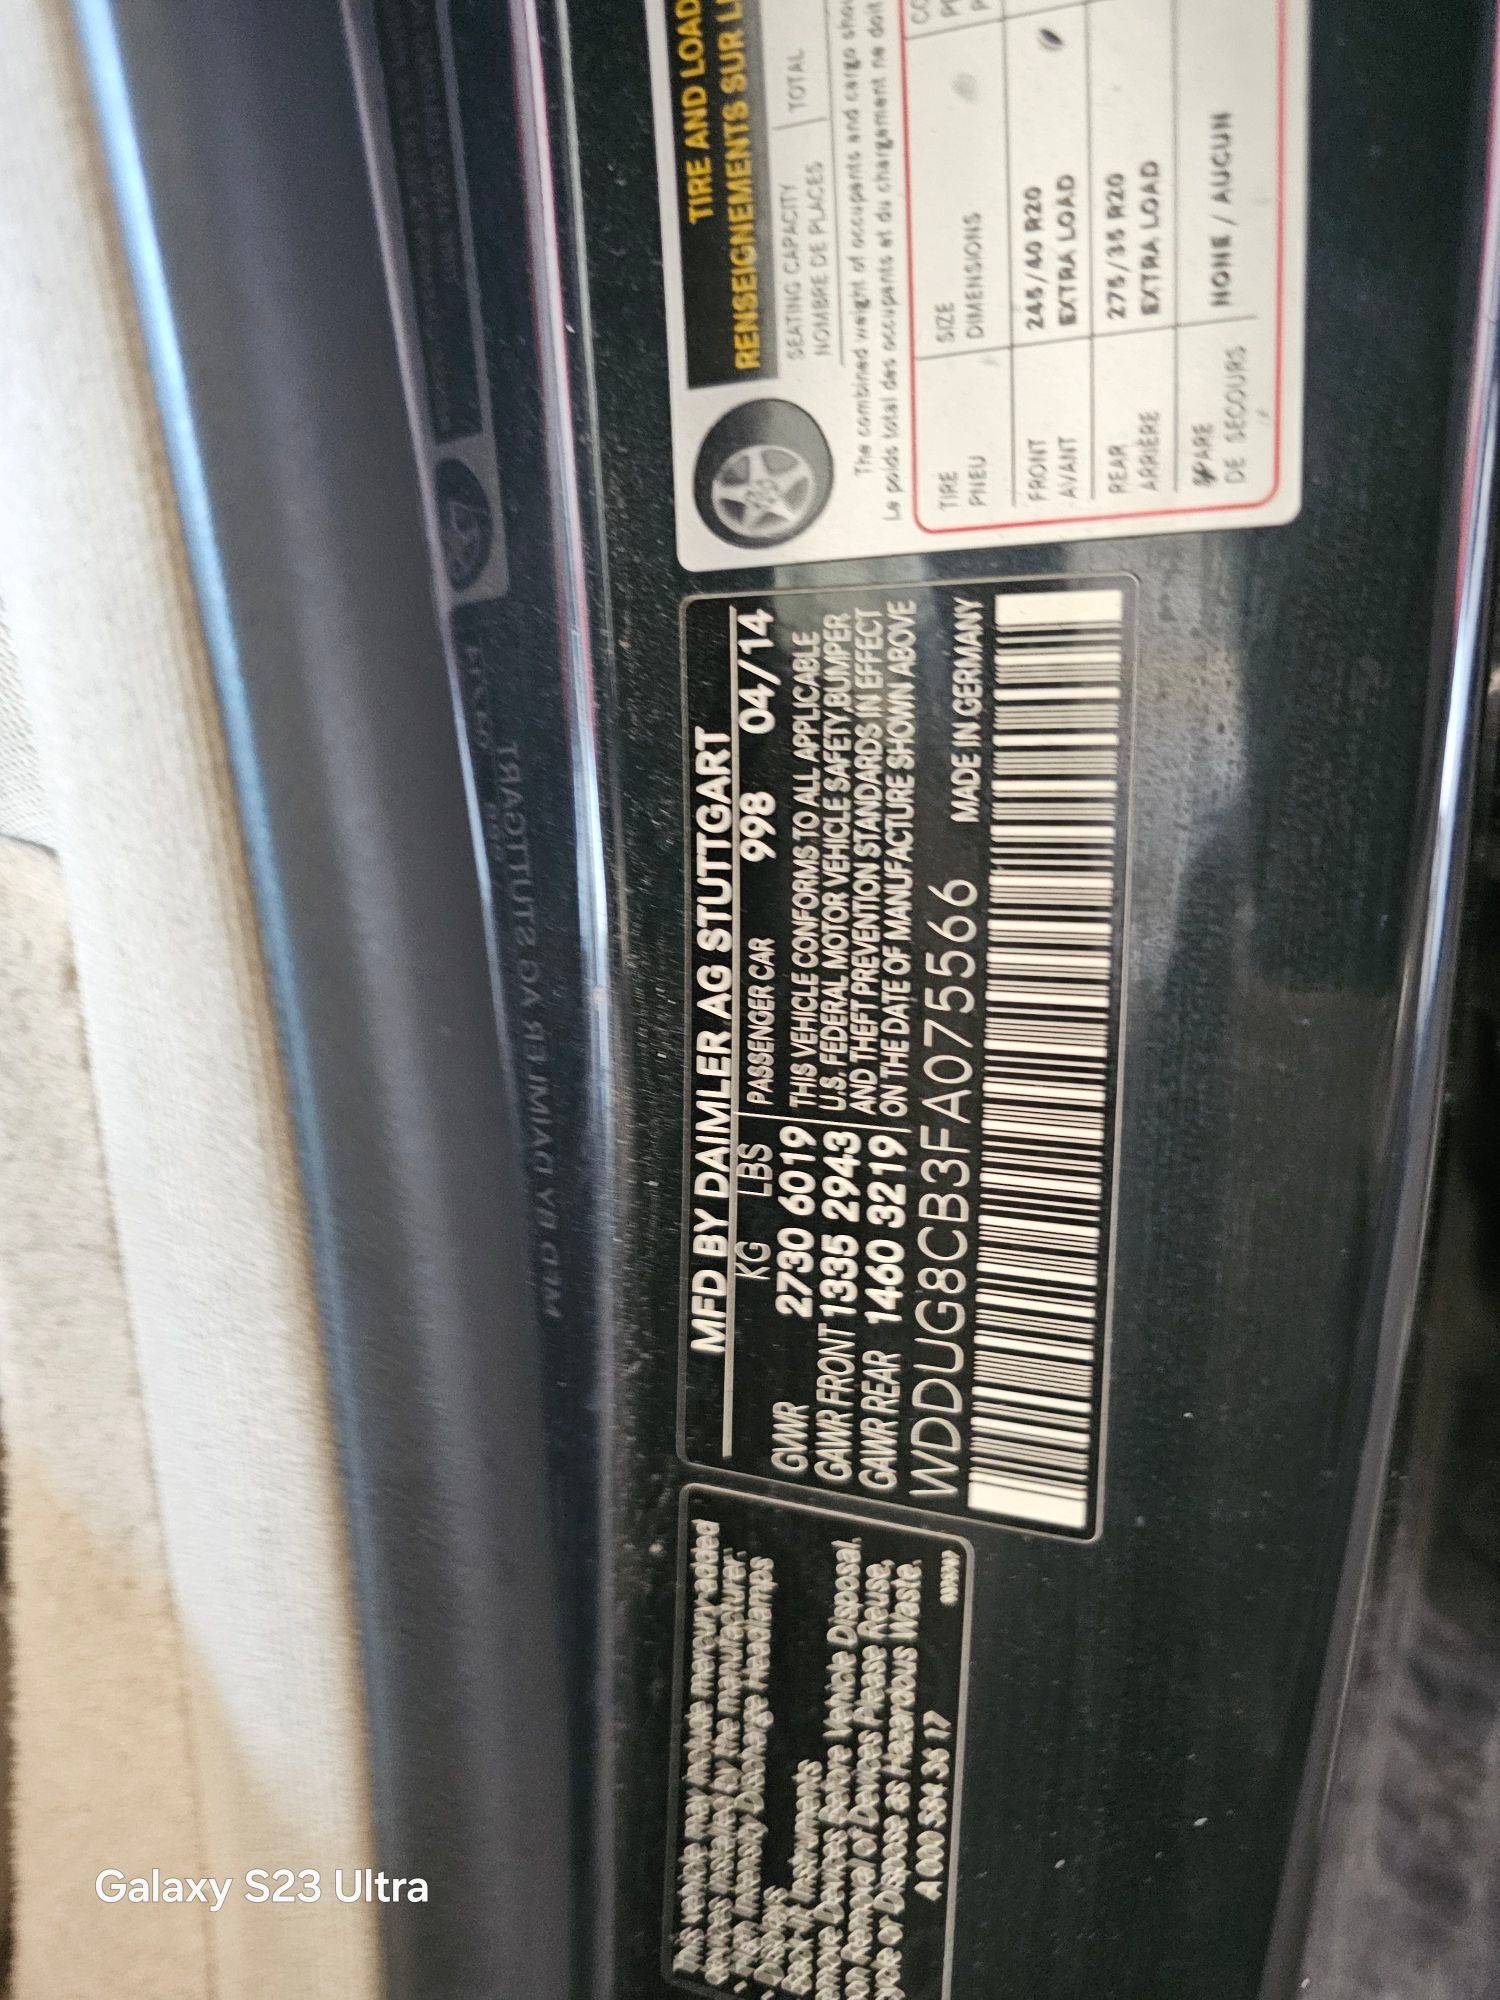 This vehicle may include mercury-added
devices installed by the manufacturer:
High Intensity Discharge Headlamps
Displays
Instruments
Remove Devices Before Vehicle Disposal.
Upon Removal of Devices Please Reuse,
Recycle or Dispose as Hazardous Waste.
A 000 584 36 17
MFD BY DAIMLER AG STUTTGART
KG LBS PASSENGER CAR 998 04/14
GVWR 2730 6019
GAWR FRONT 1335 2943
GAWR REAR 1460 3219
THIS VEHICLE CONFORMS TO ALL APPLICABLE
U.S. FEDERAL MOTOR VEHICLE SAFETY, BUMPER
AND THEFT PREVENTION STANDARDS IN EFFECT
ON THE DATE OF MANUFACTURE SHOWN ABOVE
WDDUG8CB3FA075566 MADE IN GERMANY
TIRE AND LOAD
RENSEIGNEMENTS SUR
SEATING CAPACITY
NOMBRE DE PLACES
TOTAL
The combined weight of occupants and cargo
Le poids total des occupants et du chargement ne doit
TIRE
PNEU
SIZE
DIMENSIONS
FRONT
AVANT
245/40 R20
EXTRA LOAD
REAR
ARRIÈRE
275/35 R20
EXTRA LOAD
SPARE
DE SECOURS
NONE / AUCUN
MFD BY DAIMLER AG STUTTGART
Galaxy S23 Ultra